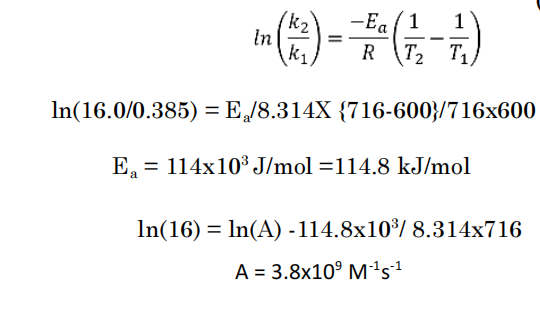 ln(k₂/k₁) = −Eₐ/R (1/T₂ − 1/T₁)
ln(16.0/0.385) = Eₐ/8.314X {716-600}/716x600
Eₐ = 114x10³ J/mol =114.8 kJ/mol
ln(16) = ln(A) -114.8x10³/ 8.314x716
A = 3.8x10⁹ M⁻¹s⁻¹